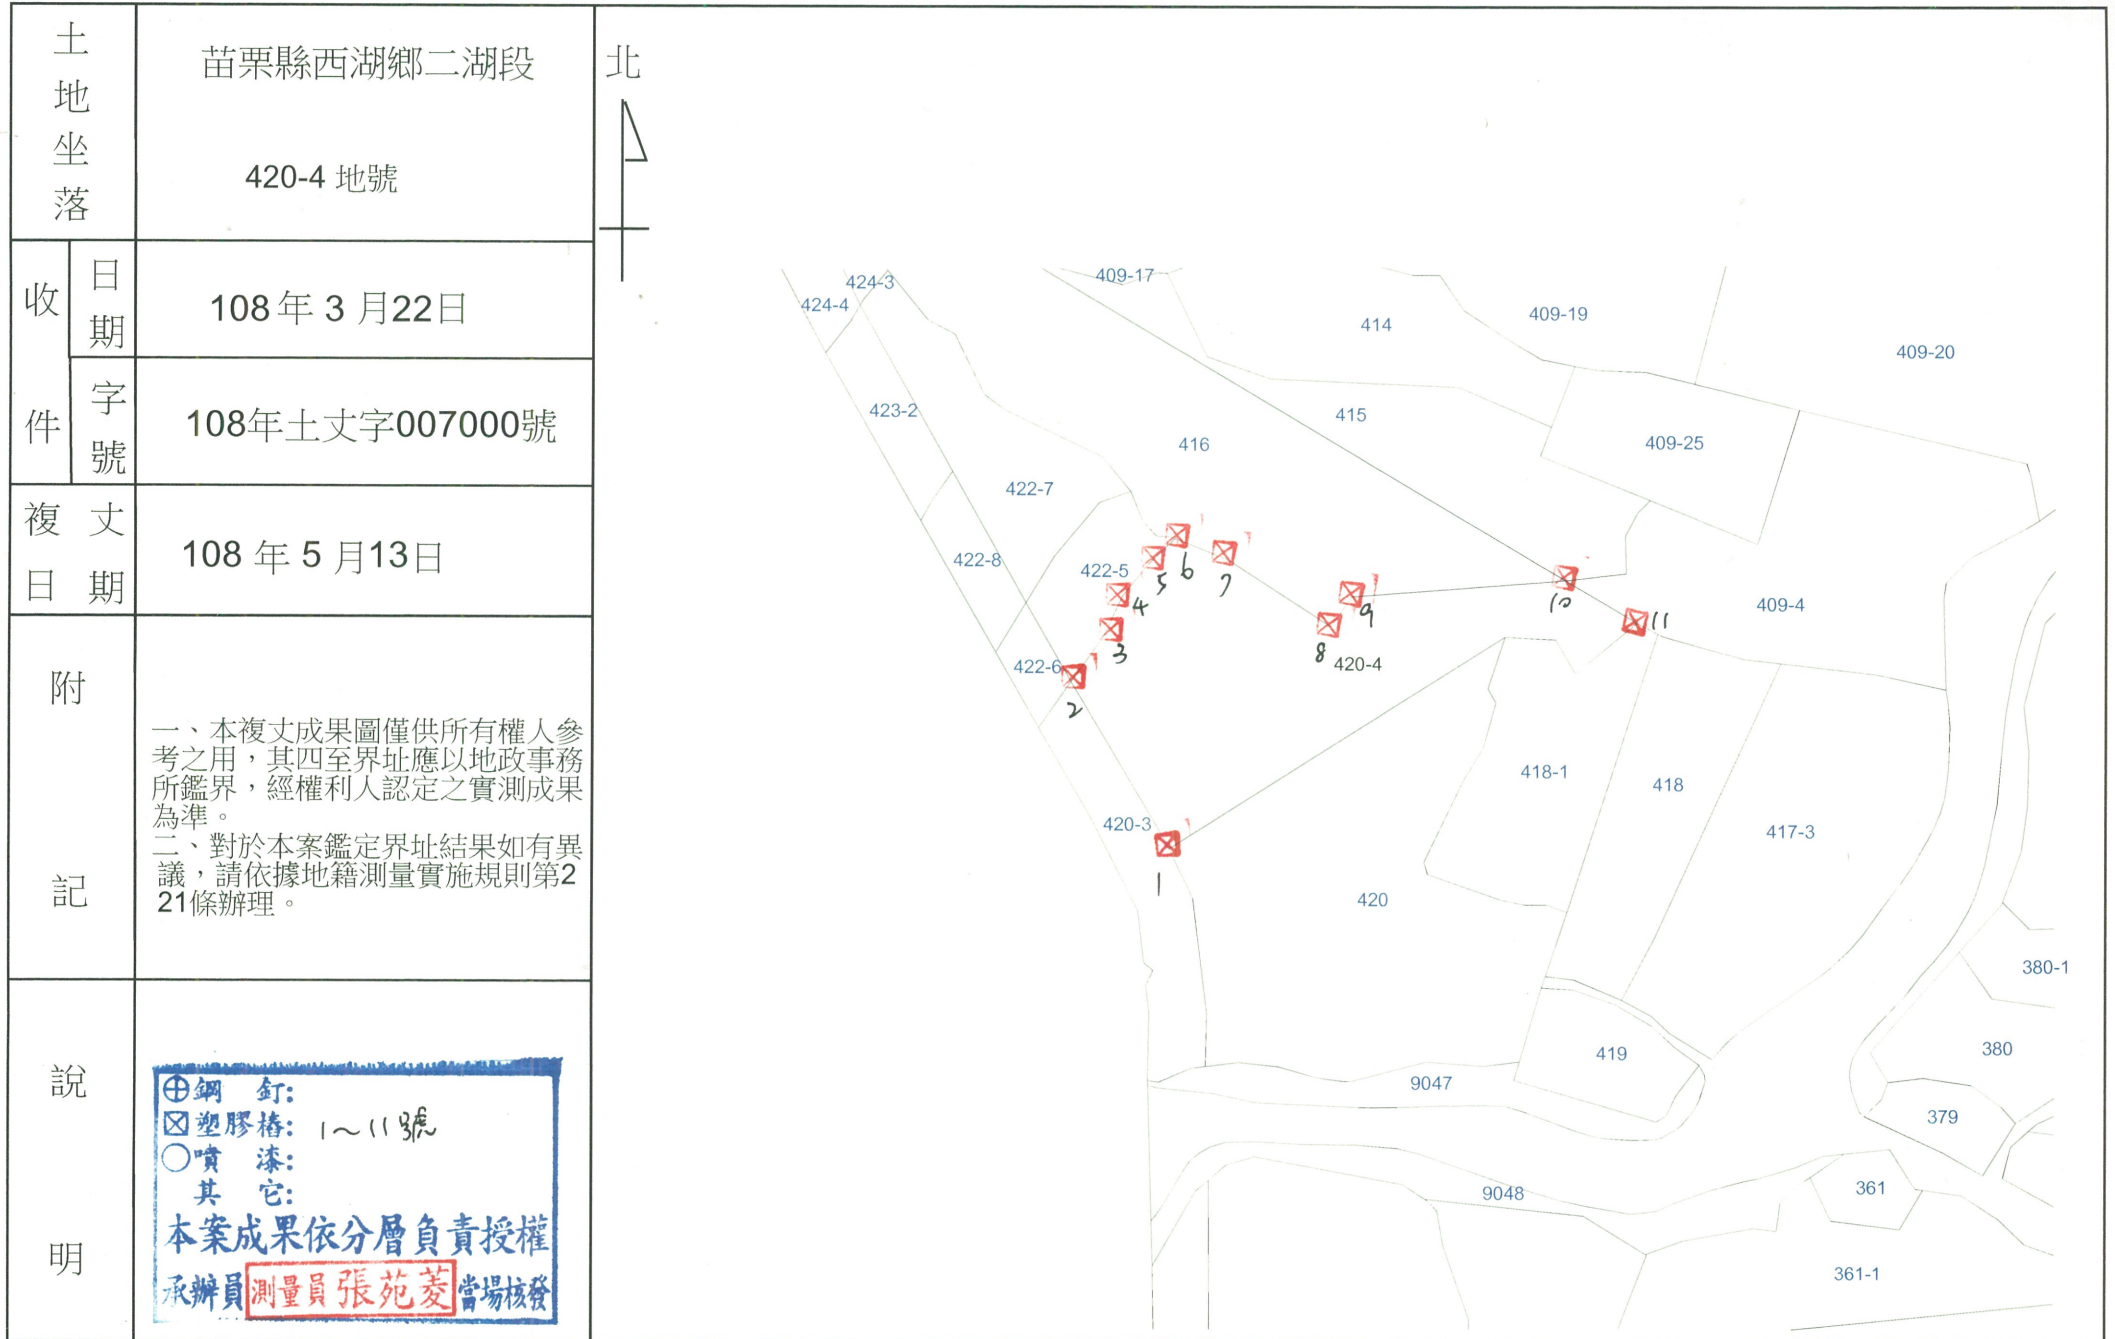 土地坐落
苗栗縣西湖鄉二湖段
420-4 地號
收件
日期
108 年 3 月22日
字號
108年土丈字007000號
複丈
日期
108 年 5 月13日
附記
一、本複丈成果圖僅供所有權人參
考之用，其四至界址應以地政事務
所鑑界，經權利人認定之實測成果
為準。
二、對於本案鑑定界址結果如有異
議，請依據地籍測量實施規則第2
21條辦理。
說明
鋼釘:
塑膠樁: 1～11號
噴漆:
其它:
本案成果依分層負責授權
承辦員 測量員張苑菱 當場核發
北
424-3
424-4
409-17
414
409-19
409-20
423-2
415
416
409-25
422-7
422-8
422-5
6
5
7
4
9
10
409-4
11
3
8
420-4
422-6
2
418-1
418
420-3
417-3
1
420
380-1
419
380
9047
379
9048
361
361-1